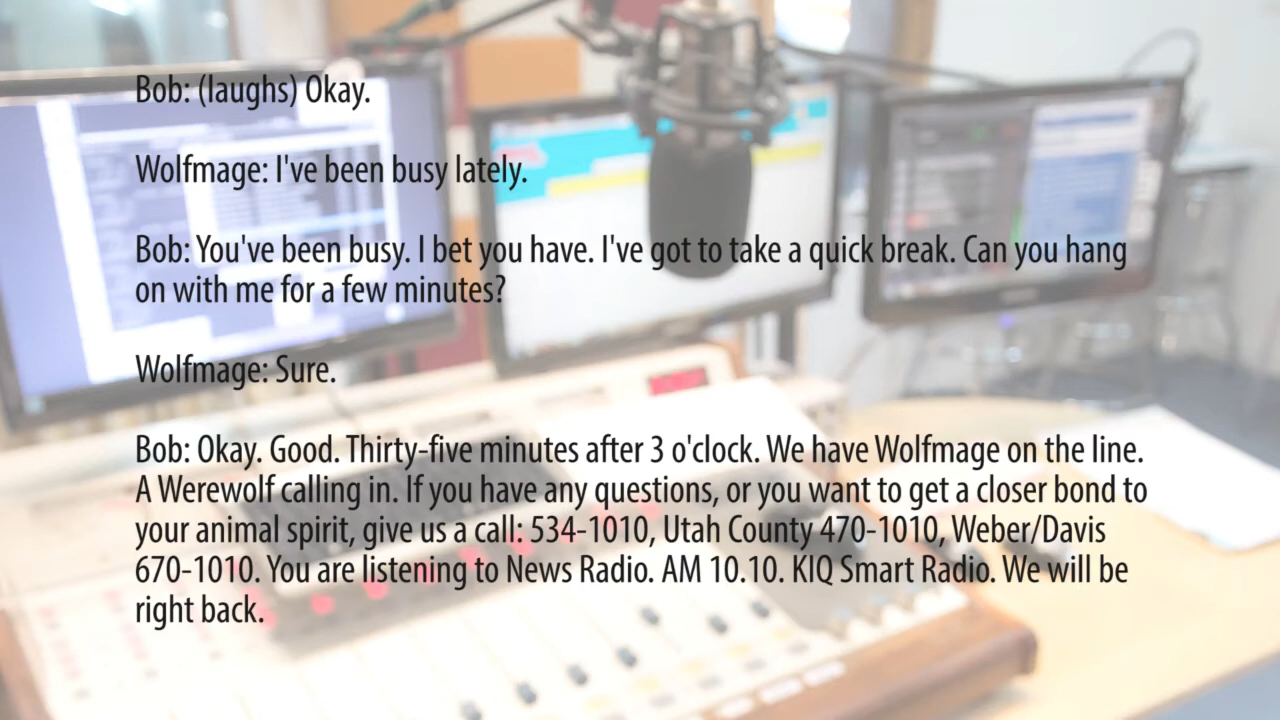 Bob: (laughs) Okay.
Wolfmage: I've been busy lately.
Bob: You've been busy. I bet you have. I've got to take a quick break. Can you hang
on with me for a few minutes?
Wolfmage: Sure.
Bob: Okay. Good. Thirty-five minutes after 3 o'clock. We have Wolfmage on the line.
A Werewolf calling in. If you have any questions, or you want to get a closer bond to
your animal spirit, give us a call: 534-1010, Utah County 470-1010, Weber/Davis
670-1010. You are listening to News Radio. AM 10.10. KIQ Smart Radio. We will be
right back.